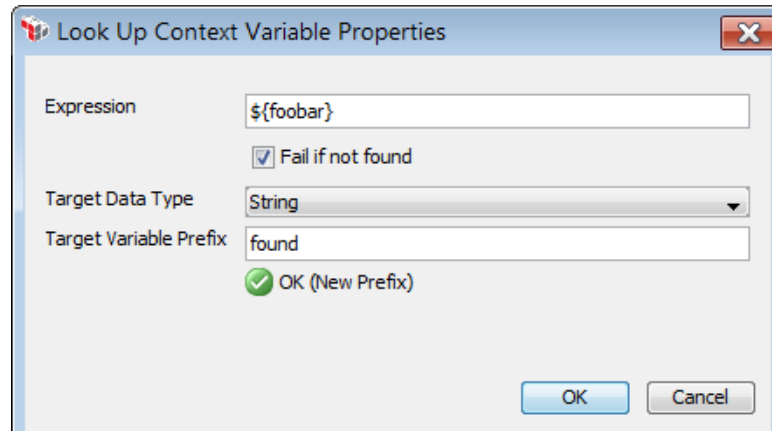 Look Up Context Variable Properties
Expression
${foobar}
Fail if not found
Target Data Type
String
Target Variable Prefix
found
OK (New Prefix)
OK
Cancel